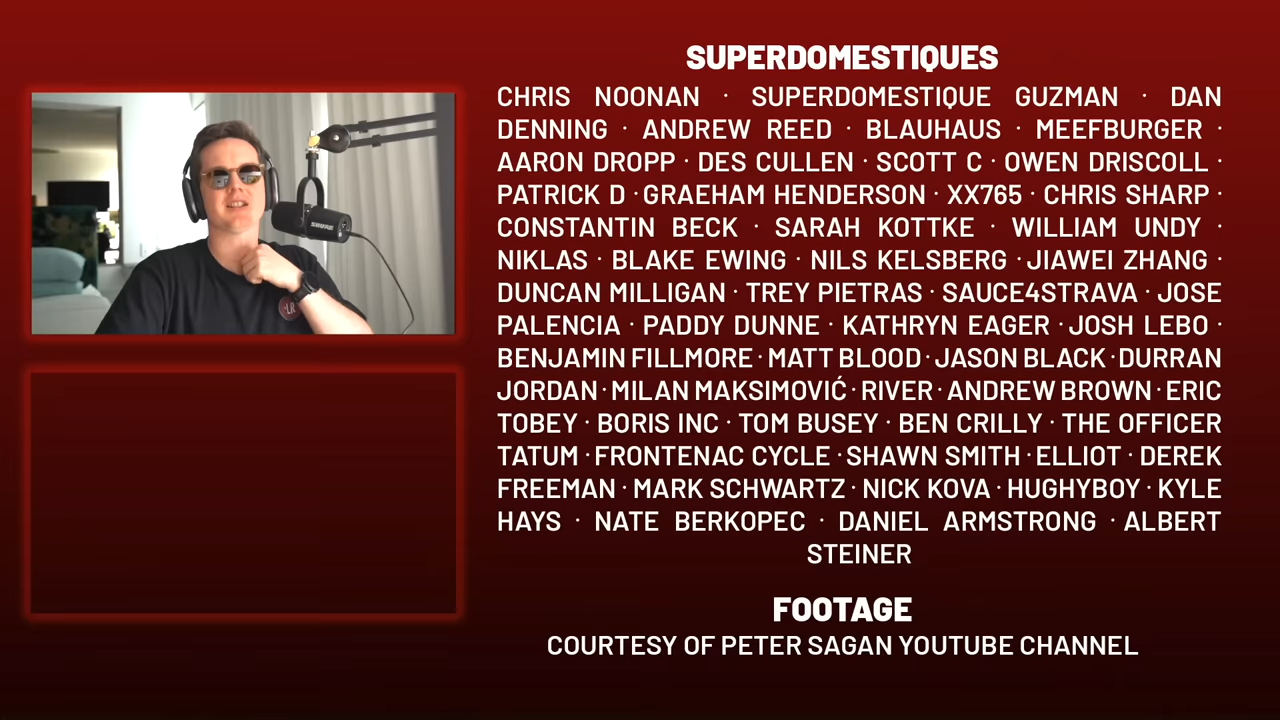 SUPERDOMESTIQUES
CHRIS NOONAN · SUPERDOMESTIQUE GUZMAN · DAN
DENNING · ANDREW REED · BLAUHAUS · MEEFBURGER ·
AARON DROPP · DES CULLEN · SCOTT C · OWEN DRISCOLL ·
PATRICK D · GRAEHAM HENDERSON · XX765 · CHRIS SHARP ·
CONSTANTIN BECK · SARAH KOTTKE · WILLIAM UNDY ·
NIKLAS · BLAKE EWING · NILS KELSBERG · JIAWEI ZHANG ·
DUNCAN MILLIGAN · TREY PIETRAS · SAUCE4STRAVA · JOSE
PALENCIA · PADDY DUNNE · KATHRYN EAGER · JOSH LEBO ·
BENJAMIN FILLMORE · MATT BLOOD · JASON BLACK · DURRAN
JORDAN · MILAN MAKSIMOVIĆ · RIVER · ANDREW BROWN · ERIC
TOBEY · BORIS INC · TOM BUSEY · BEN CRILLY · THE OFFICER
TATUM · FRONTENAC CYCLE · SHAWN SMITH · ELLIOT · DEREK
FREEMAN · MARK SCHWARTZ · NICK KOVA · HUGHYBOY · KYLE
HAYS · NATE BERKOPEC · DANIEL ARMSTRONG · ALBERT
STEINER
FOOTAGE
COURTESY OF PETER SAGAN YOUTUBE CHANNEL
SHURE
LR